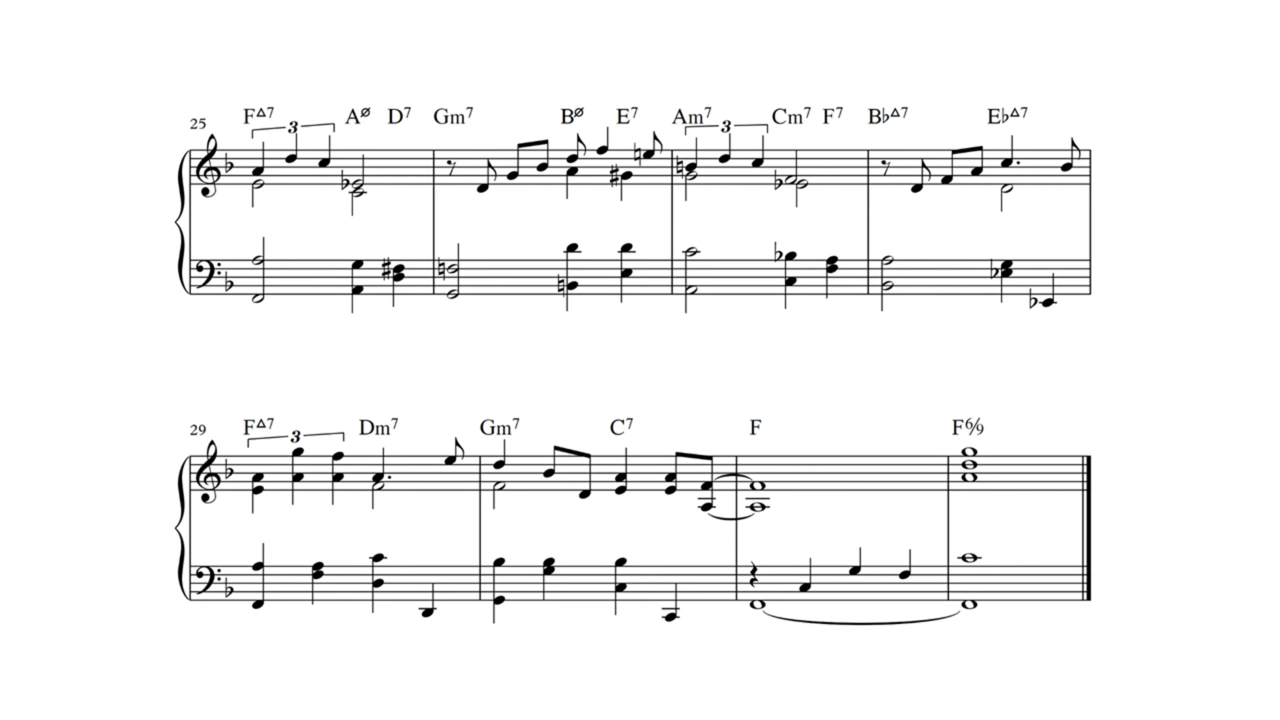 FΔ7 Aø D7 Gm7 Bø E7 Am7 Cm7 F7 B♭Δ7 E♭Δ7
25 3 3
FΔ7 Dm7 Gm7 C7 F F6/9
29 3